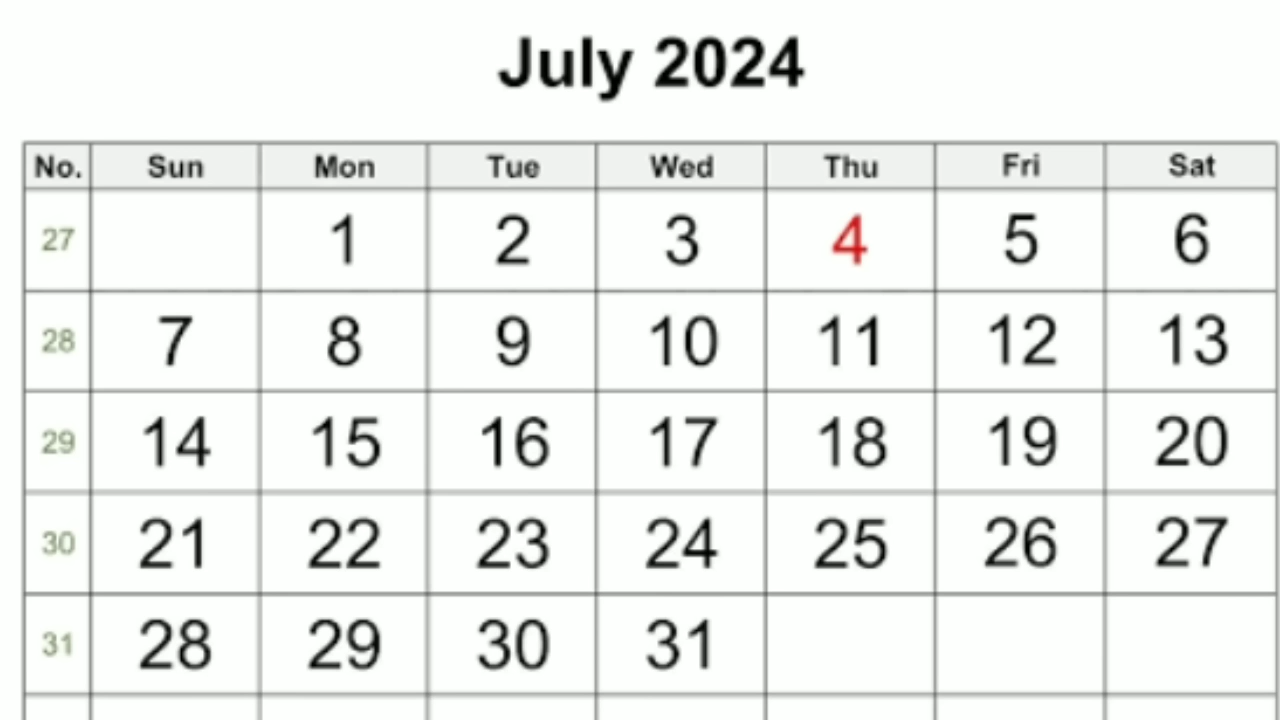 July 2024
No. Sun Mon Tue Wed Thu Fri Sat
27 1 2 3 4 5 6
28 7 8 9 10 11 12 13
29 14 15 16 17 18 19 20
30 21 22 23 24 25 26 27
31 28 29 30 31